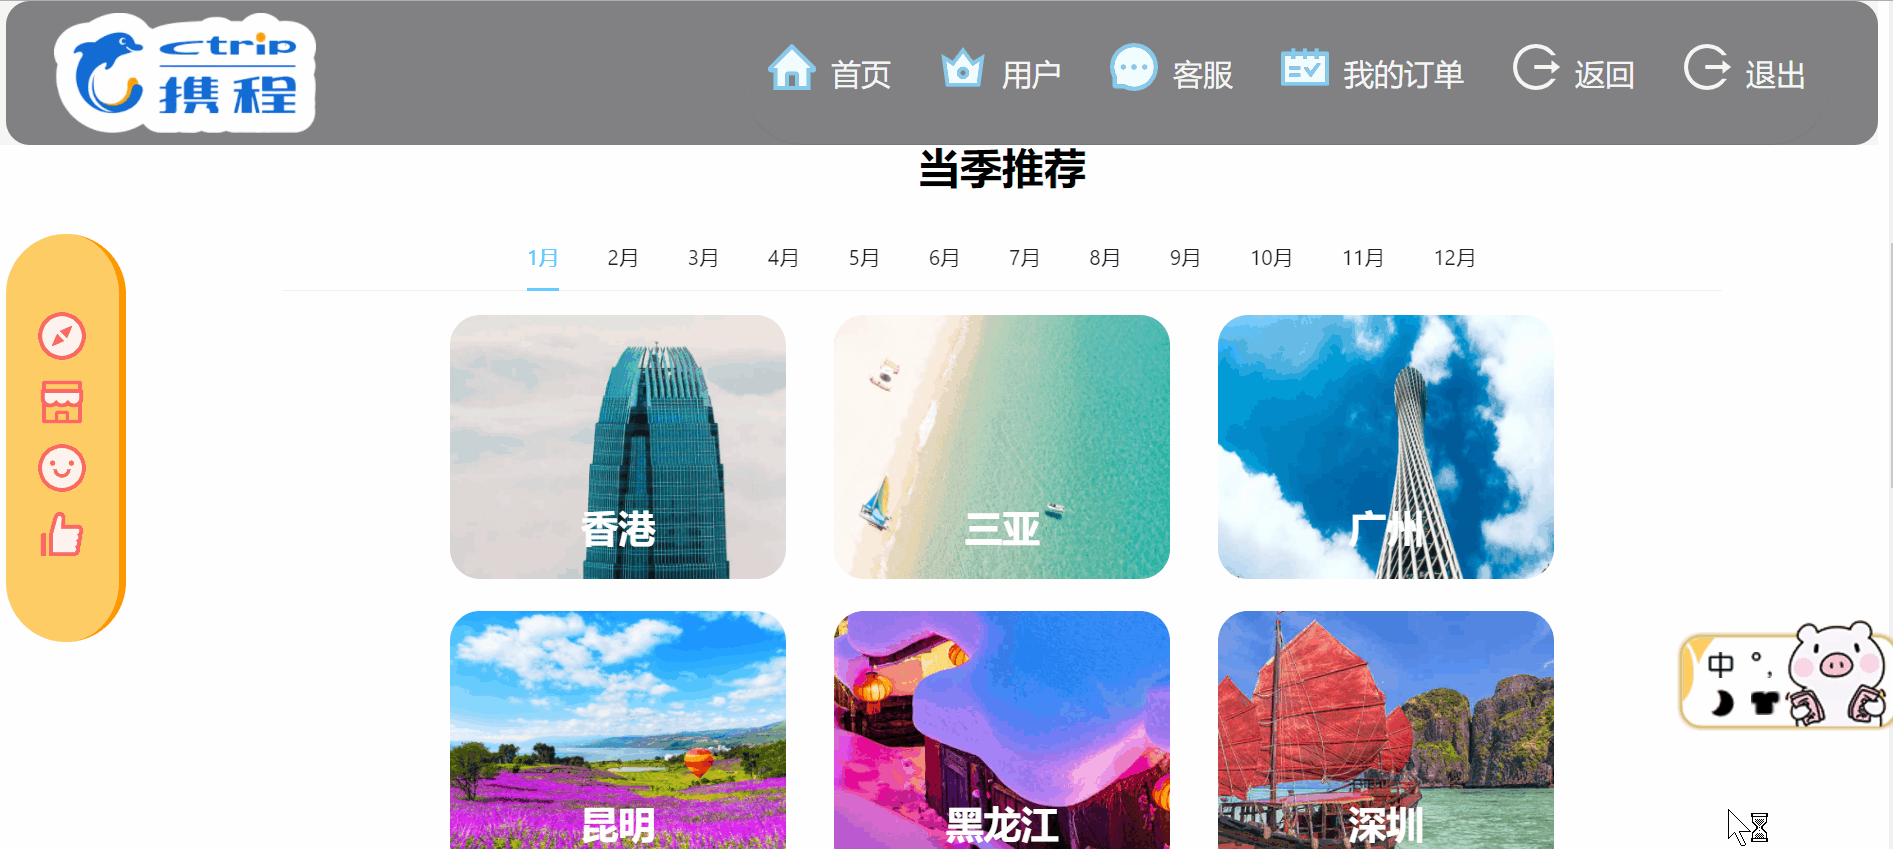 Ctrip
携程
首页 用户 客服 我的订单 返回 退出
当季推荐
1月 2月 3月 4月 5月 6月 7月 8月 9月 10月 11月 12月
香港 三亚 广州
中 °,
昆明 黑龙江 深圳